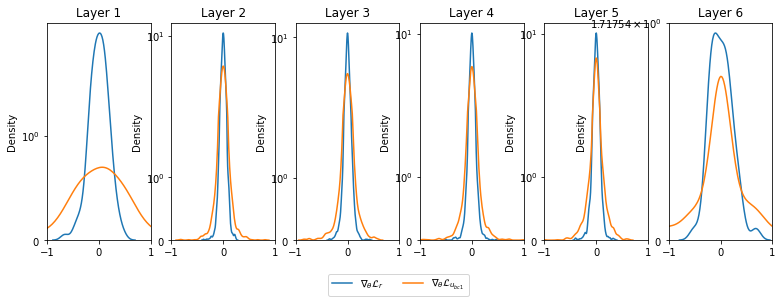 Layer 1 Layer 2 Layer 3 Layer 4 Layer 5 Layer 6
1.71754 × 10⁰
10¹ 10¹ 10¹ 10¹
Density Density Density Density Density Density
10⁰ 10⁰ 10⁰ 10⁰ 10⁰
0 0 0 0 0 0
−1 0 1 −1 0 1 −1 0 1 −1 0 1 −1 0 1 −1 0 1
∇θℒr ∇θℒu_bc1